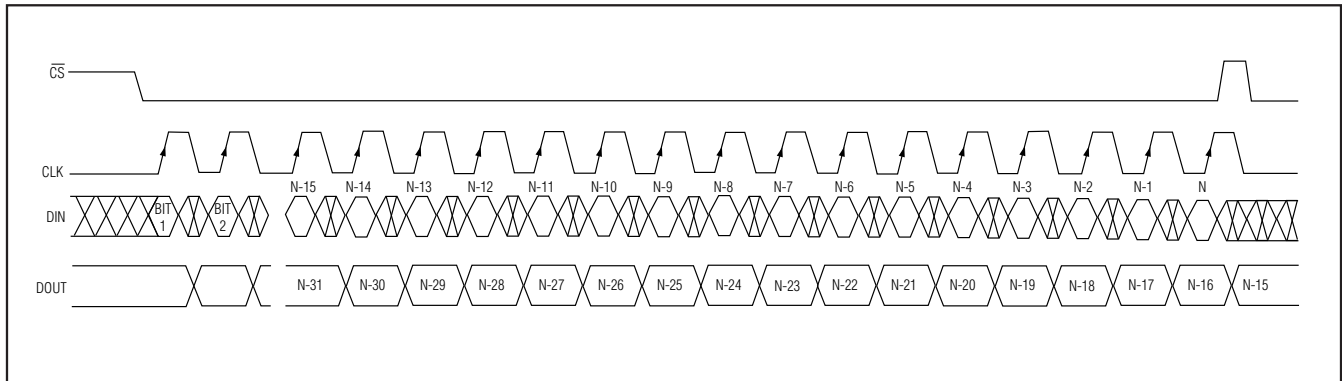 C̅S̅
CLK
N-15 N-14 N-13 N-12 N-11 N-10 N-9 N-8 N-7 N-6 N-5 N-4 N-3 N-2 N-1 N
DIN
BIT 1
BIT 2
DOUT
N-31 N-30 N-29 N-28 N-27 N-26 N-25 N-24 N-23 N-22 N-21 N-20 N-19 N-18 N-17 N-16 N-15